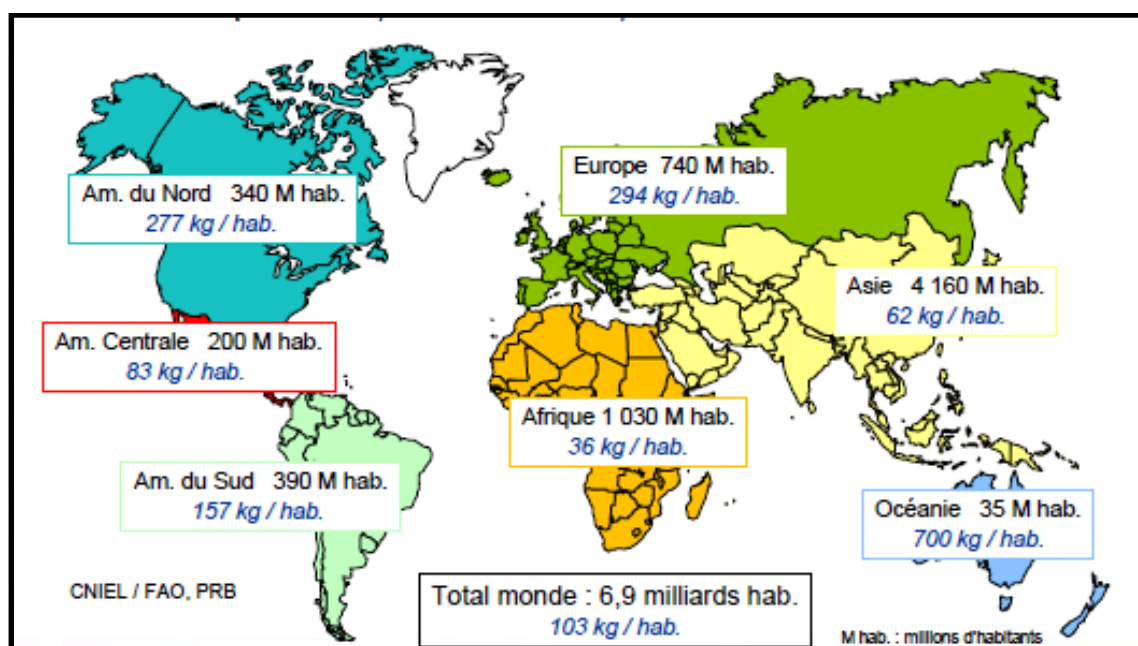 Europe 740 M hab.
294 kg / hab.
Am. du Nord 340 M hab.
277 kg / hab.
Asie 4 160 M hab.
62 kg / hab.
Am. Centrale 200 M hab.
83 kg / hab.
Afrique 1 030 M hab.
36 kg / hab.
Am. du Sud 390 M hab.
157 kg / hab.
Océanie 35 M hab.
700 kg / hab.
CNIEL / FAO, PRB
Total monde : 6,9 milliards hab.
103 kg / hab.
M hab. : millions d'habitants